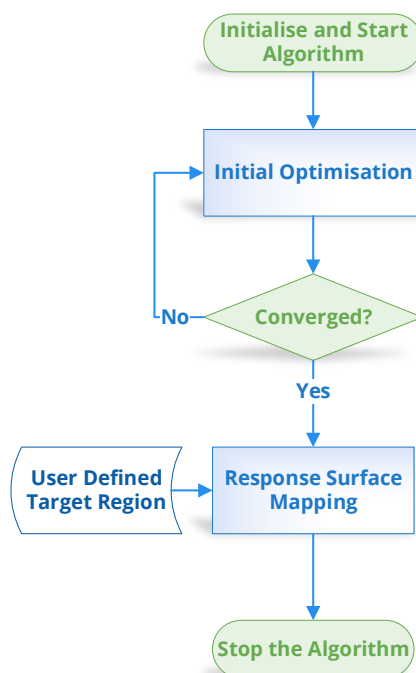 Initialise and Start
Algorithm
Initial Optimisation
Converged?
No
Yes
User Defined
Target Region
Response Surface
Mapping
Stop the Algorithm